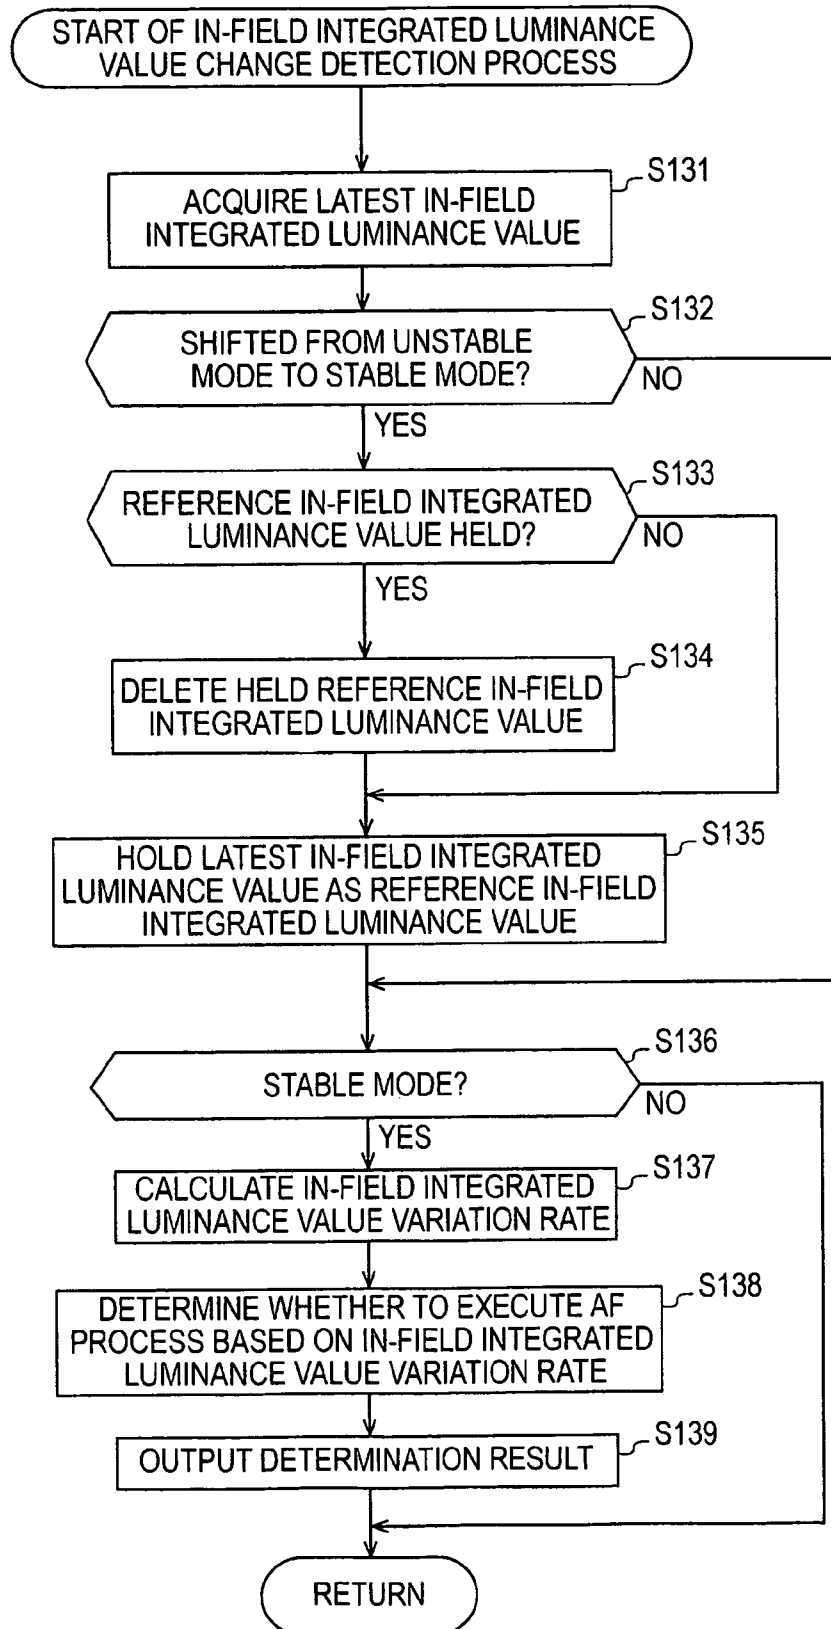 START OF IN-FIELD INTEGRATED LUMINANCE
VALUE CHANGE DETECTION PROCESS
S131
ACQUIRE LATEST IN-FIELD
INTEGRATED LUMINANCE VALUE
S132
SHIFTED FROM UNSTABLE
MODE TO STABLE MODE?
NO
YES
S133
REFERENCE IN-FIELD INTEGRATED
LUMINANCE VALUE HELD?
NO
YES
S134
DELETE HELD REFERENCE IN-FIELD
INTEGRATED LUMINANCE VALUE
S135
HOLD LATEST IN-FIELD INTEGRATED
LUMINANCE VALUE AS REFERENCE IN-FIELD
INTEGRATED LUMINANCE VALUE
S136
STABLE MODE?
NO
YES
S137
CALCULATE IN-FIELD INTEGRATED
LUMINANCE VALUE VARIATION RATE
S138
DETERMINE WHETHER TO EXECUTE AF
PROCESS BASED ON IN-FIELD INTEGRATED
LUMINANCE VALUE VARIATION RATE
S139
OUTPUT DETERMINATION RESULT
RETURN